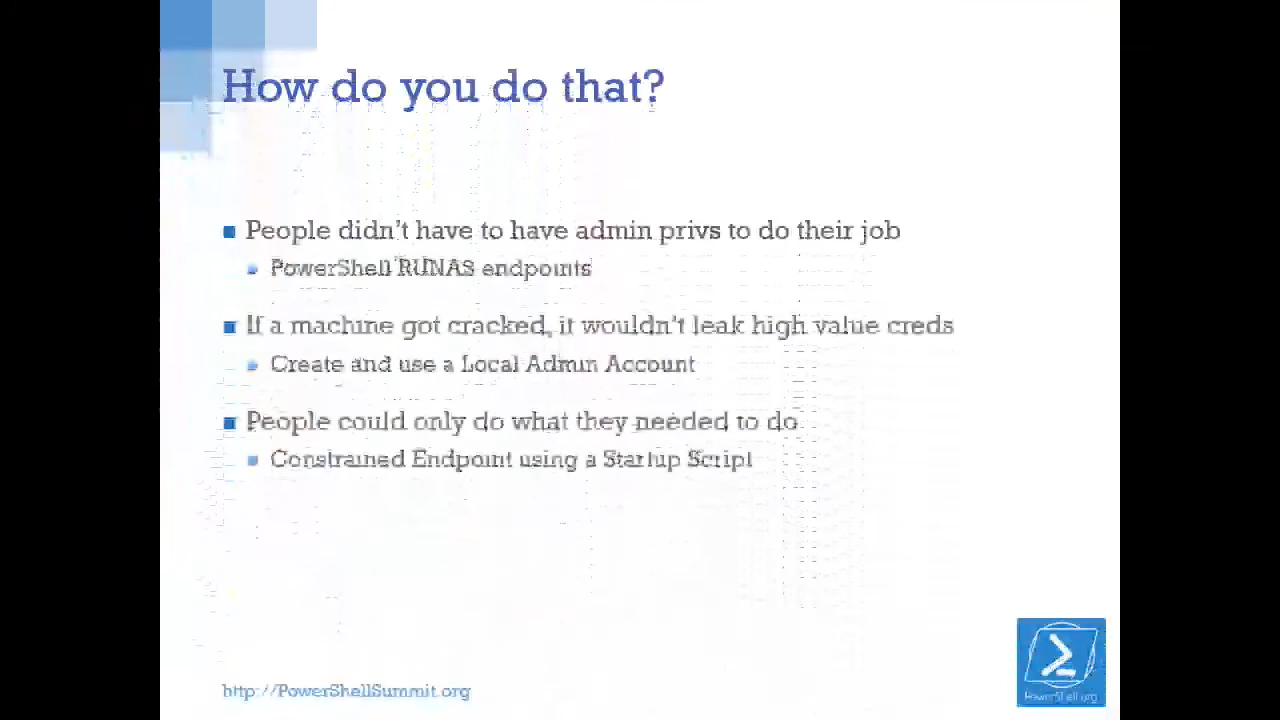 How do you do that?
People didn't have to have admin privs to do their job
PowerShell RUNAS endpoints
If a machine got cracked, it wouldn't leak high value creds
Create and use a Local Admin Account
People could only do what they needed to do
Constrained Endpoint using a Startup Script
http://PowerShellSummit.org
PowerShell.org